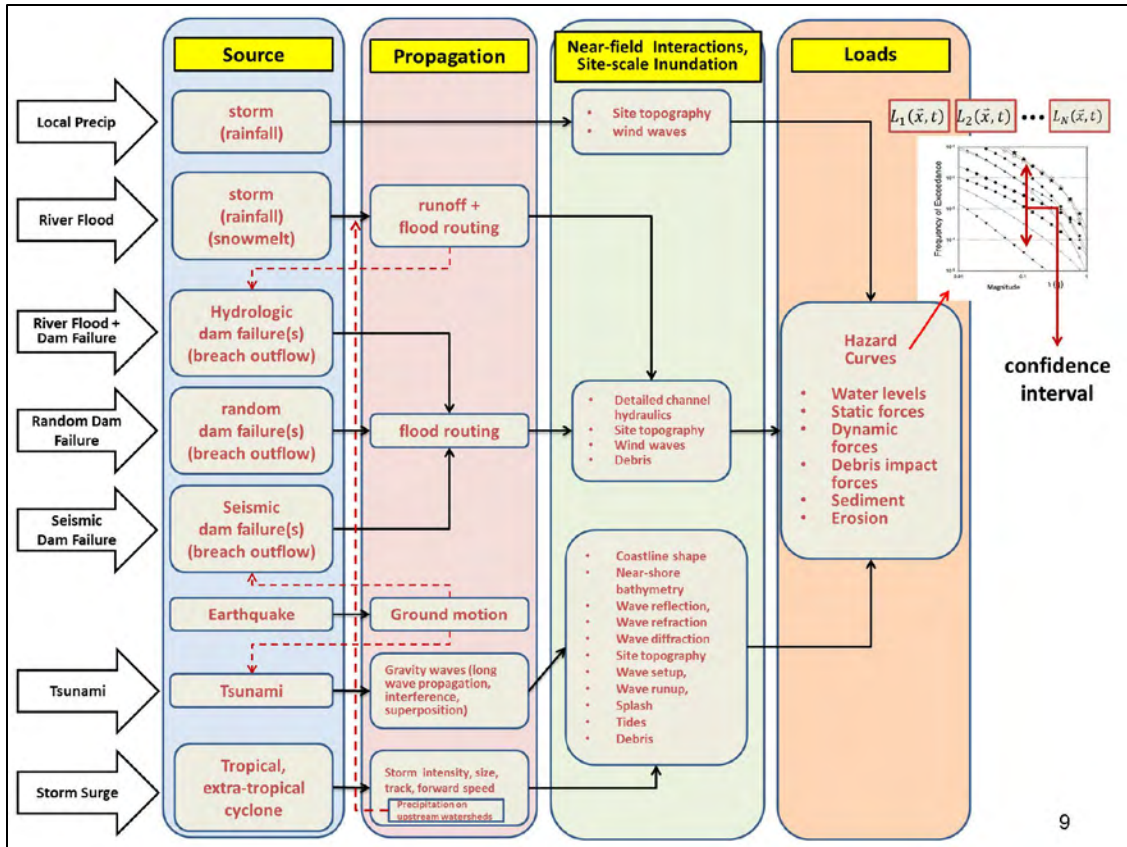 Source
Propagation
Near-field Interactions,
Site-scale Inundation
Loads
Local Precip
storm
(rainfall)
• Site topography
• wind waves
L₁(x⃗, t) L₂(x⃗, t) ••• L_N(x⃗, t)
Frequency of Exceedance
Magnitude
confidence
interval
River Flood
storm
(rainfall)
(snowmelt)
runoff +
flood routing
River Flood +
Dam Failure
Hydrologic
dam failure(s)
(breach outflow)
Random Dam
Failure
random
dam failure(s)
(breach outflow)
flood routing
• Detailed channel
hydraulics
• Site topography
• Wind waves
• Debris
Hazard
Curves
• Water levels
• Static forces
• Dynamic
forces
• Debris impact
forces
• Sediment
• Erosion
Seismic
Dam Failure
Seismic
dam failure(s)
(breach outflow)
Earthquake
Ground motion
Tsunami
Tsunami
Gravity waves (long
wave propagation,
interference,
superposition)
• Coastline shape
• Near-shore
bathymetry
• Wave reflection,
• Wave refraction
• Wave diffraction
• Site topography
• Wave setup,
• Wave runup,
• Splash
• Tides
• Debris
Storm Surge
Tropical,
extra-tropical
cyclone
Storm intensity, size,
track, forward speed
Precipitation on
upstream watersheds
9